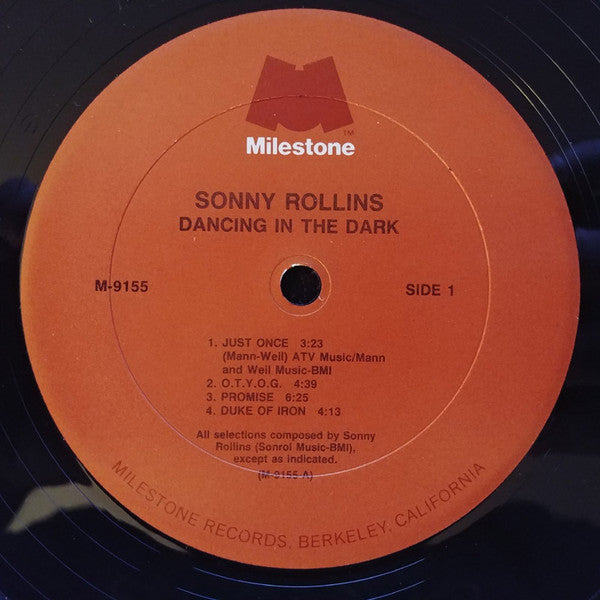 TM
Milestone
SONNY ROLLINS
DANCING IN THE DARK
M-9155
SIDE 1
1. JUST ONCE 3:23
(Mann-Weil) ATV Music/Mann
and Weil Music-BMI
2. O.T.Y.O.G. 4:39
3. PROMISE 6:25
4. DUKE OF IRON 4:13
All selections composed by Sonny
Rollins (Sonrol Music-BMI),
except as indicated.
(M-9155-A)
MILESTONE RECORDS, BERKELEY, CALIFORNIA